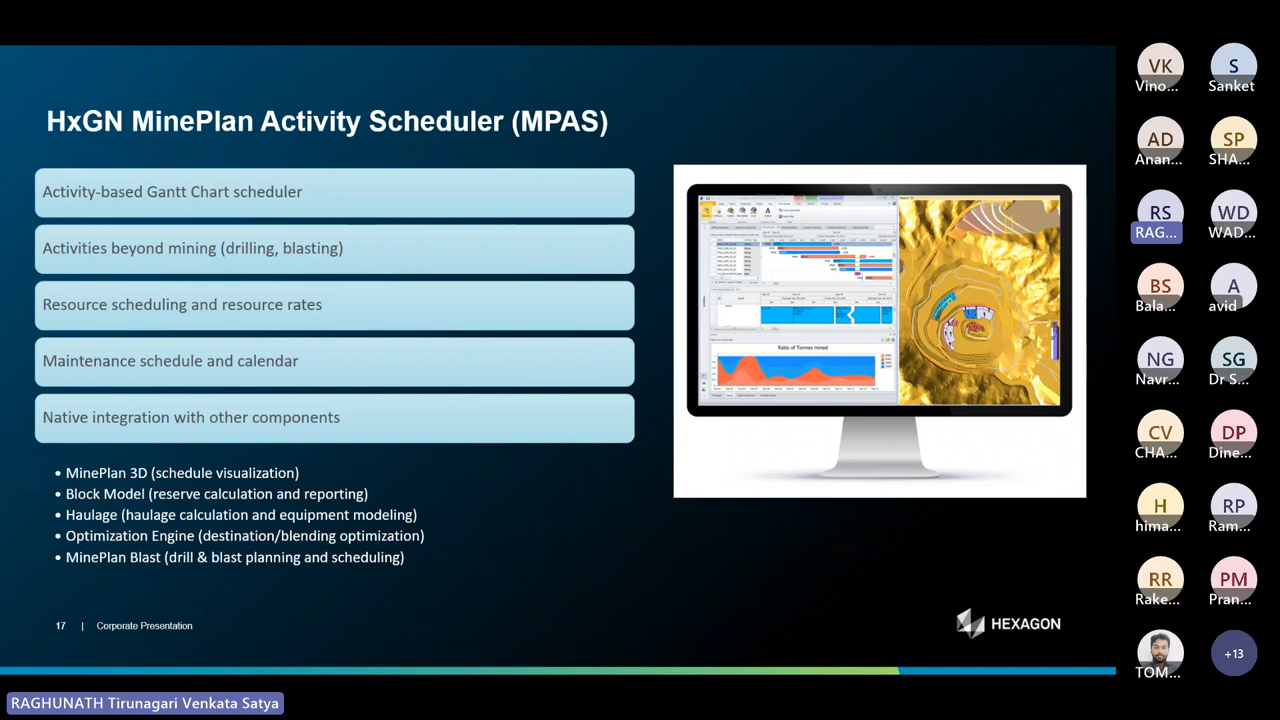 HxGN MinePlan Activity Scheduler (MPAS)
Activity-based Gantt Chart scheduler
Activities beyond mining (drilling, blasting)
Resource scheduling and resource rates
Maintenance schedule and calendar
Native integration with other components
• MinePlan 3D (schedule visualization)
• Block Model (reserve calculation and reporting)
• Haulage (haulage calculation and equipment modeling)
• Optimization Engine (destination/blending optimization)
• MinePlan Blast (drill & blast planning and scheduling)
Ratio of Tonnes mined
17 | Corporate Presentation
HEXAGON
VK
Vino...
S
Sanket
AD
Anan...
SP
SHA...
RS
RAG...
WD
WAD...
BS
Bala...
A
avid
NG
Navr...
SG
Dr S...
CV
CHA...
DP
Dine...
H
hima...
RP
Ram...
RR
Rake...
PM
Pran...
TOM...
+13
RAGHUNATH Tirunagari Venkata Satya